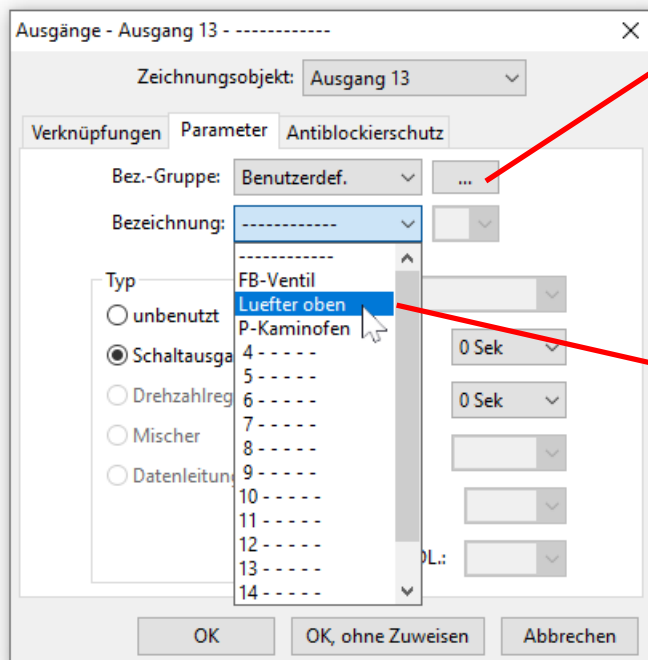 Ausgänge - Ausgang 13 - ------------
Zeichnungsobjekt: Ausgang 13
Verknüpfungen Parameter Antiblockierschutz
Bez.-Gruppe: Benutzerdef. ...
Bezeichnung: ------------
------------
Typ
FB-Ventil
unbenutzt
Luefter oben
P-Kaminofen
Schaltausga
4 - - - - -
0 Sek
5 - - - - -
Drehzahlreg
6 - - - - -
0 Sek
7 - - - - -
Mischer
8 - - - - -
9 - - - - -
Datenleitun
10 - - - - -
11 - - - - -
12 - - - - -
13 - - - - -
DL.:
14 - - - - -
OK OK, ohne Zuweisen Abbrechen